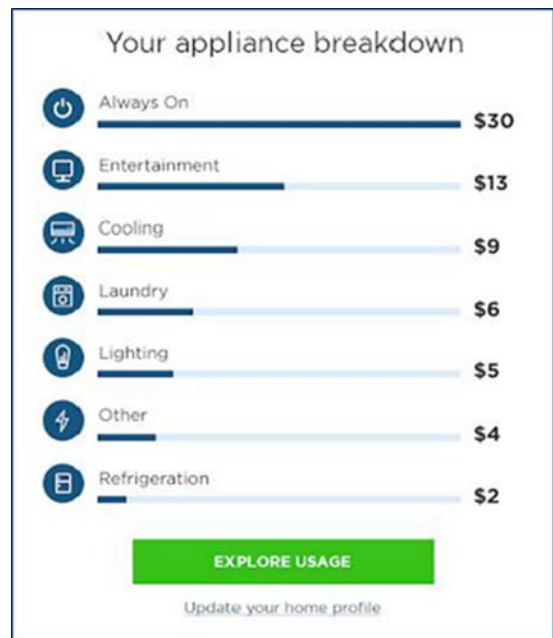 Your appliance breakdown
Always On
$30
Entertainment
$13
Cooling
$9
Laundry
$6
Lighting
$5
Other
$4
Refrigeration
$2
EXPLORE USAGE
Update your home profile